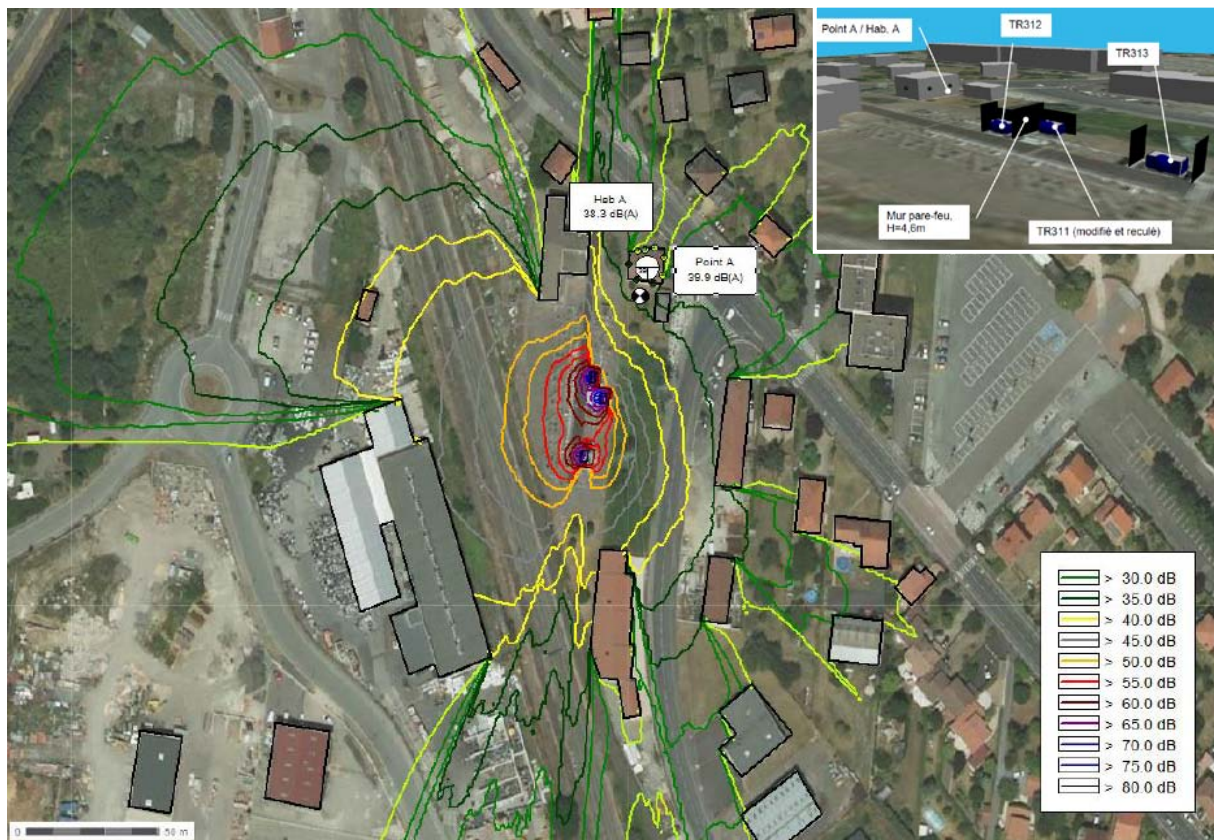 Point A / Hab. A
TR312
TR313
Mur pare-feu,
H=4,6m
TR311 (modifié et reculé)
Hab A
38.3 dB(A)
Point A
39.9 dB(A)
> 30.0 dB
> 35.0 dB
> 40.0 dB
> 45.0 dB
> 50.0 dB
> 55.0 dB
> 60.0 dB
> 65.0 dB
> 70.0 dB
> 75.0 dB
> 80.0 dB
0 50 m